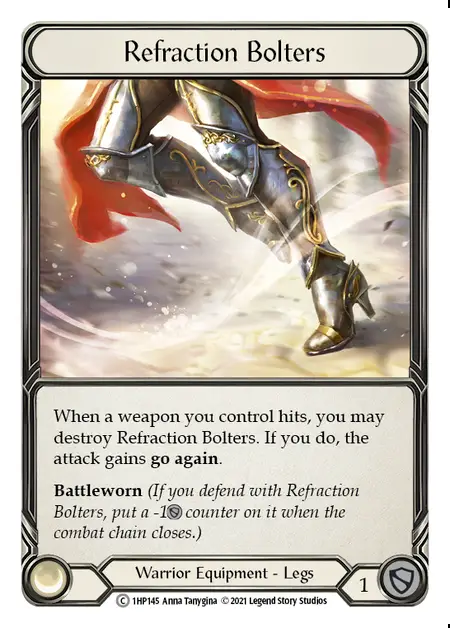 Refraction Bolters
When a weapon you control hits, you may
destroy Refraction Bolters. If you do, the
attack gains go again.
Battleworn (If you defend with Refraction
Bolters, put a -1 counter on it when the
combat chain closes.)
Warrior Equipment - Legs
1
C 1HP145 Anna Tanygina © 2021 Legend Story Studios